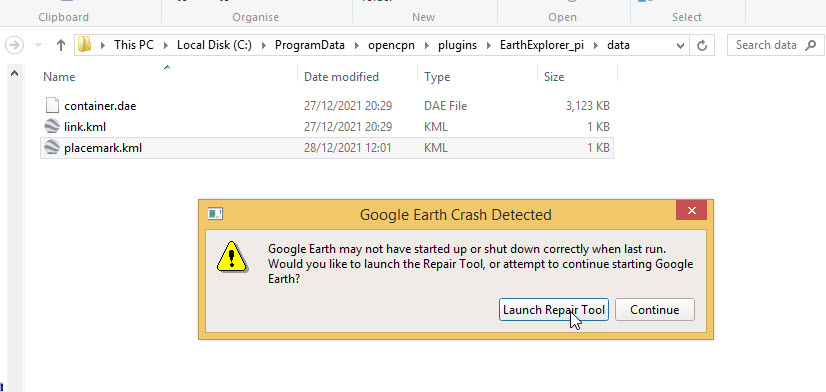 Clipboard Organise New Open Select
This PC Local Disk (C:) ProgramData opencpn plugins EarthExplorer_pi data Search data
Name Date modified Type Size
container.dae 27/12/2021 20:29 DAE File 3,123 KB
link.kml 27/12/2021 20:29 KML 1 KB
placemark.kml 28/12/2021 12:01 KML 1 KB
Google Earth Crash Detected
Google Earth may not have started up or shut down correctly when last run.
Would you like to launch the Repair Tool, or attempt to continue starting Google
Earth?
Launch Repair Tool Continue